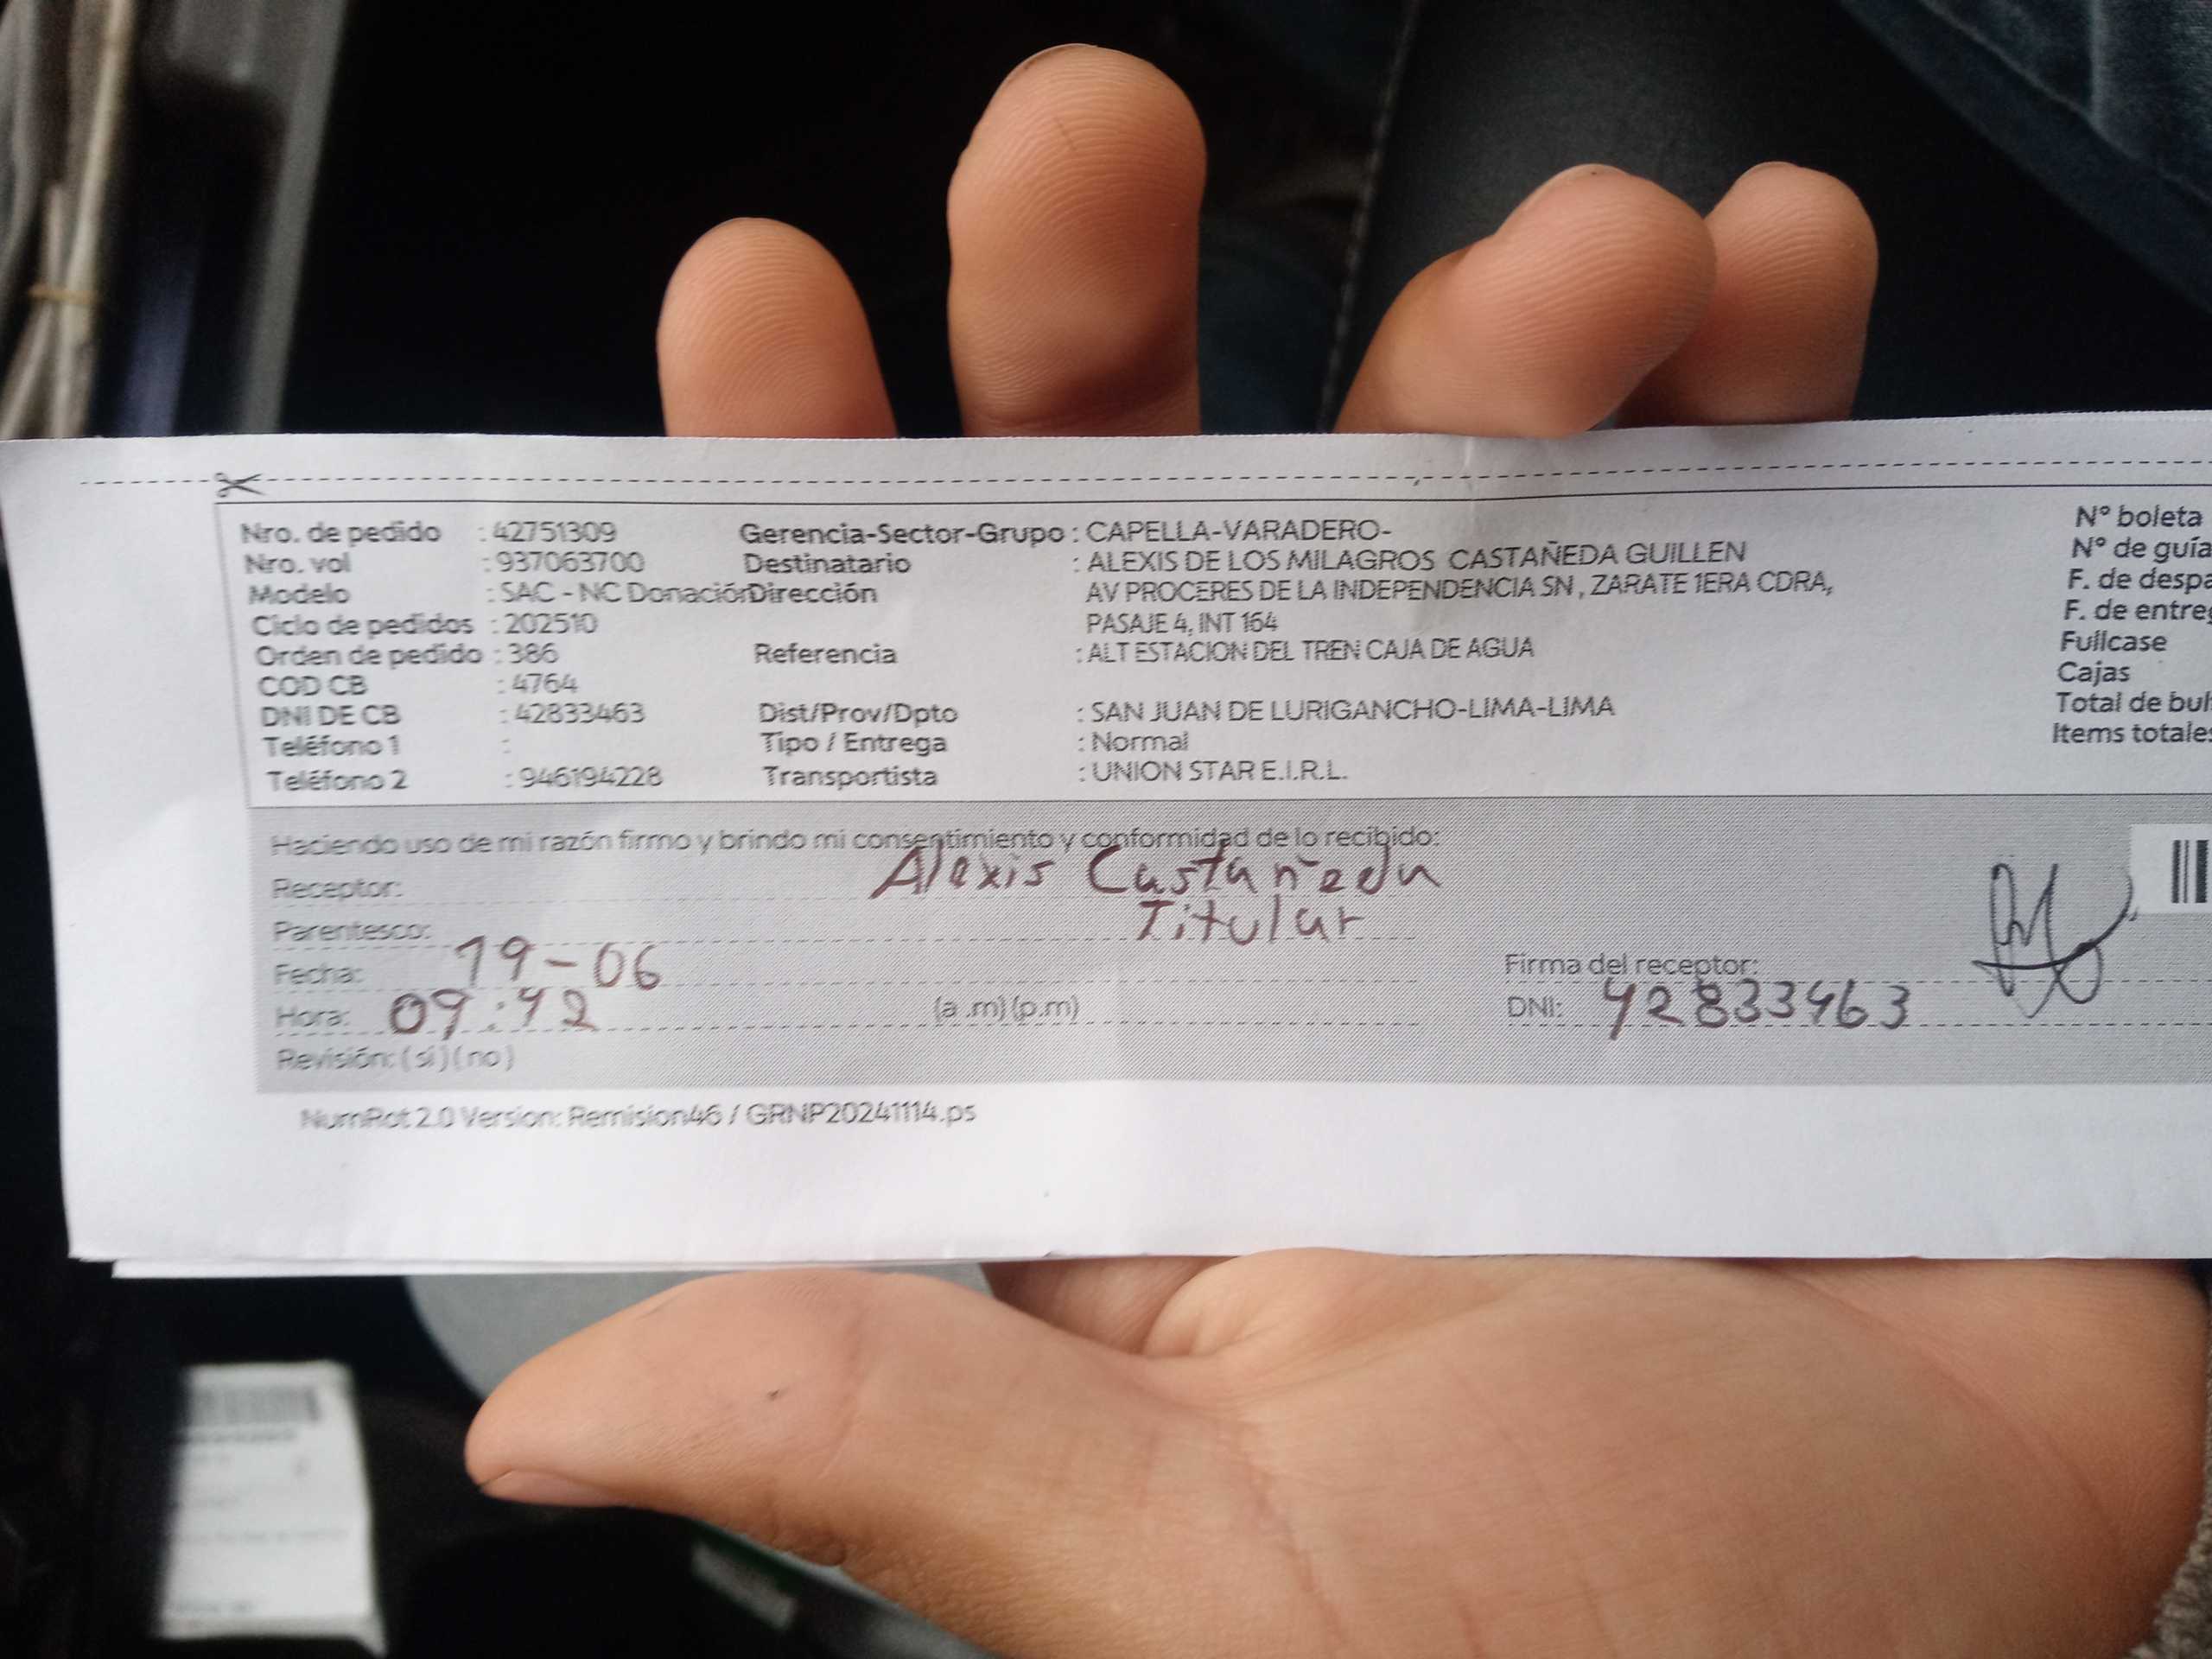 Nro. de pedido : 42751309 Gerencia-Sector-Grupo : CAPELLA-VARADERO- N° boleta
Nro. vol : 937063700 Destinatario : ALEXIS DE LOS MILAGROS CASTAÑEDA GUILLEN N° de guía
Modelo : SAC - NC Donación Dirección AV PROCERES DE LA INDEPENDENCIA SN , ZARATE 1ERA CDRA, F. de despa
Ciclo de pedidos : 202510 PASAJE 4, INT 164 F. de entreg
Orden de pedido : 386 Referencia : ALT ESTACION DEL TREN CAJA DE AGUA Fullcase
COD CB : 4764 Cajas
DNI DE CB : 42833463 Dist/Prov/Dpto : SAN JUAN DE LURIGANCHO-LIMA-LIMA Total de bul
Teléfono 1 : Tipo / Entrega : Normal Items totales
Teléfono 2 : 946194228 Transportista : UNION STAR E.I.R.L.
Haciendo uso de mi razón firmo y brindo mi consentimiento y conformidad de lo recibido:
Receptor: Alexis Castañeda
Parentesco: Titular
Fecha: 19-06 Firma del receptor:
Hora: 09:42 (a .m) (p.m) DNI: 42833463
Revisión: ( si ) ( no )
NumRot 2.0 Version: Remision46 / GRNP20241114.ps